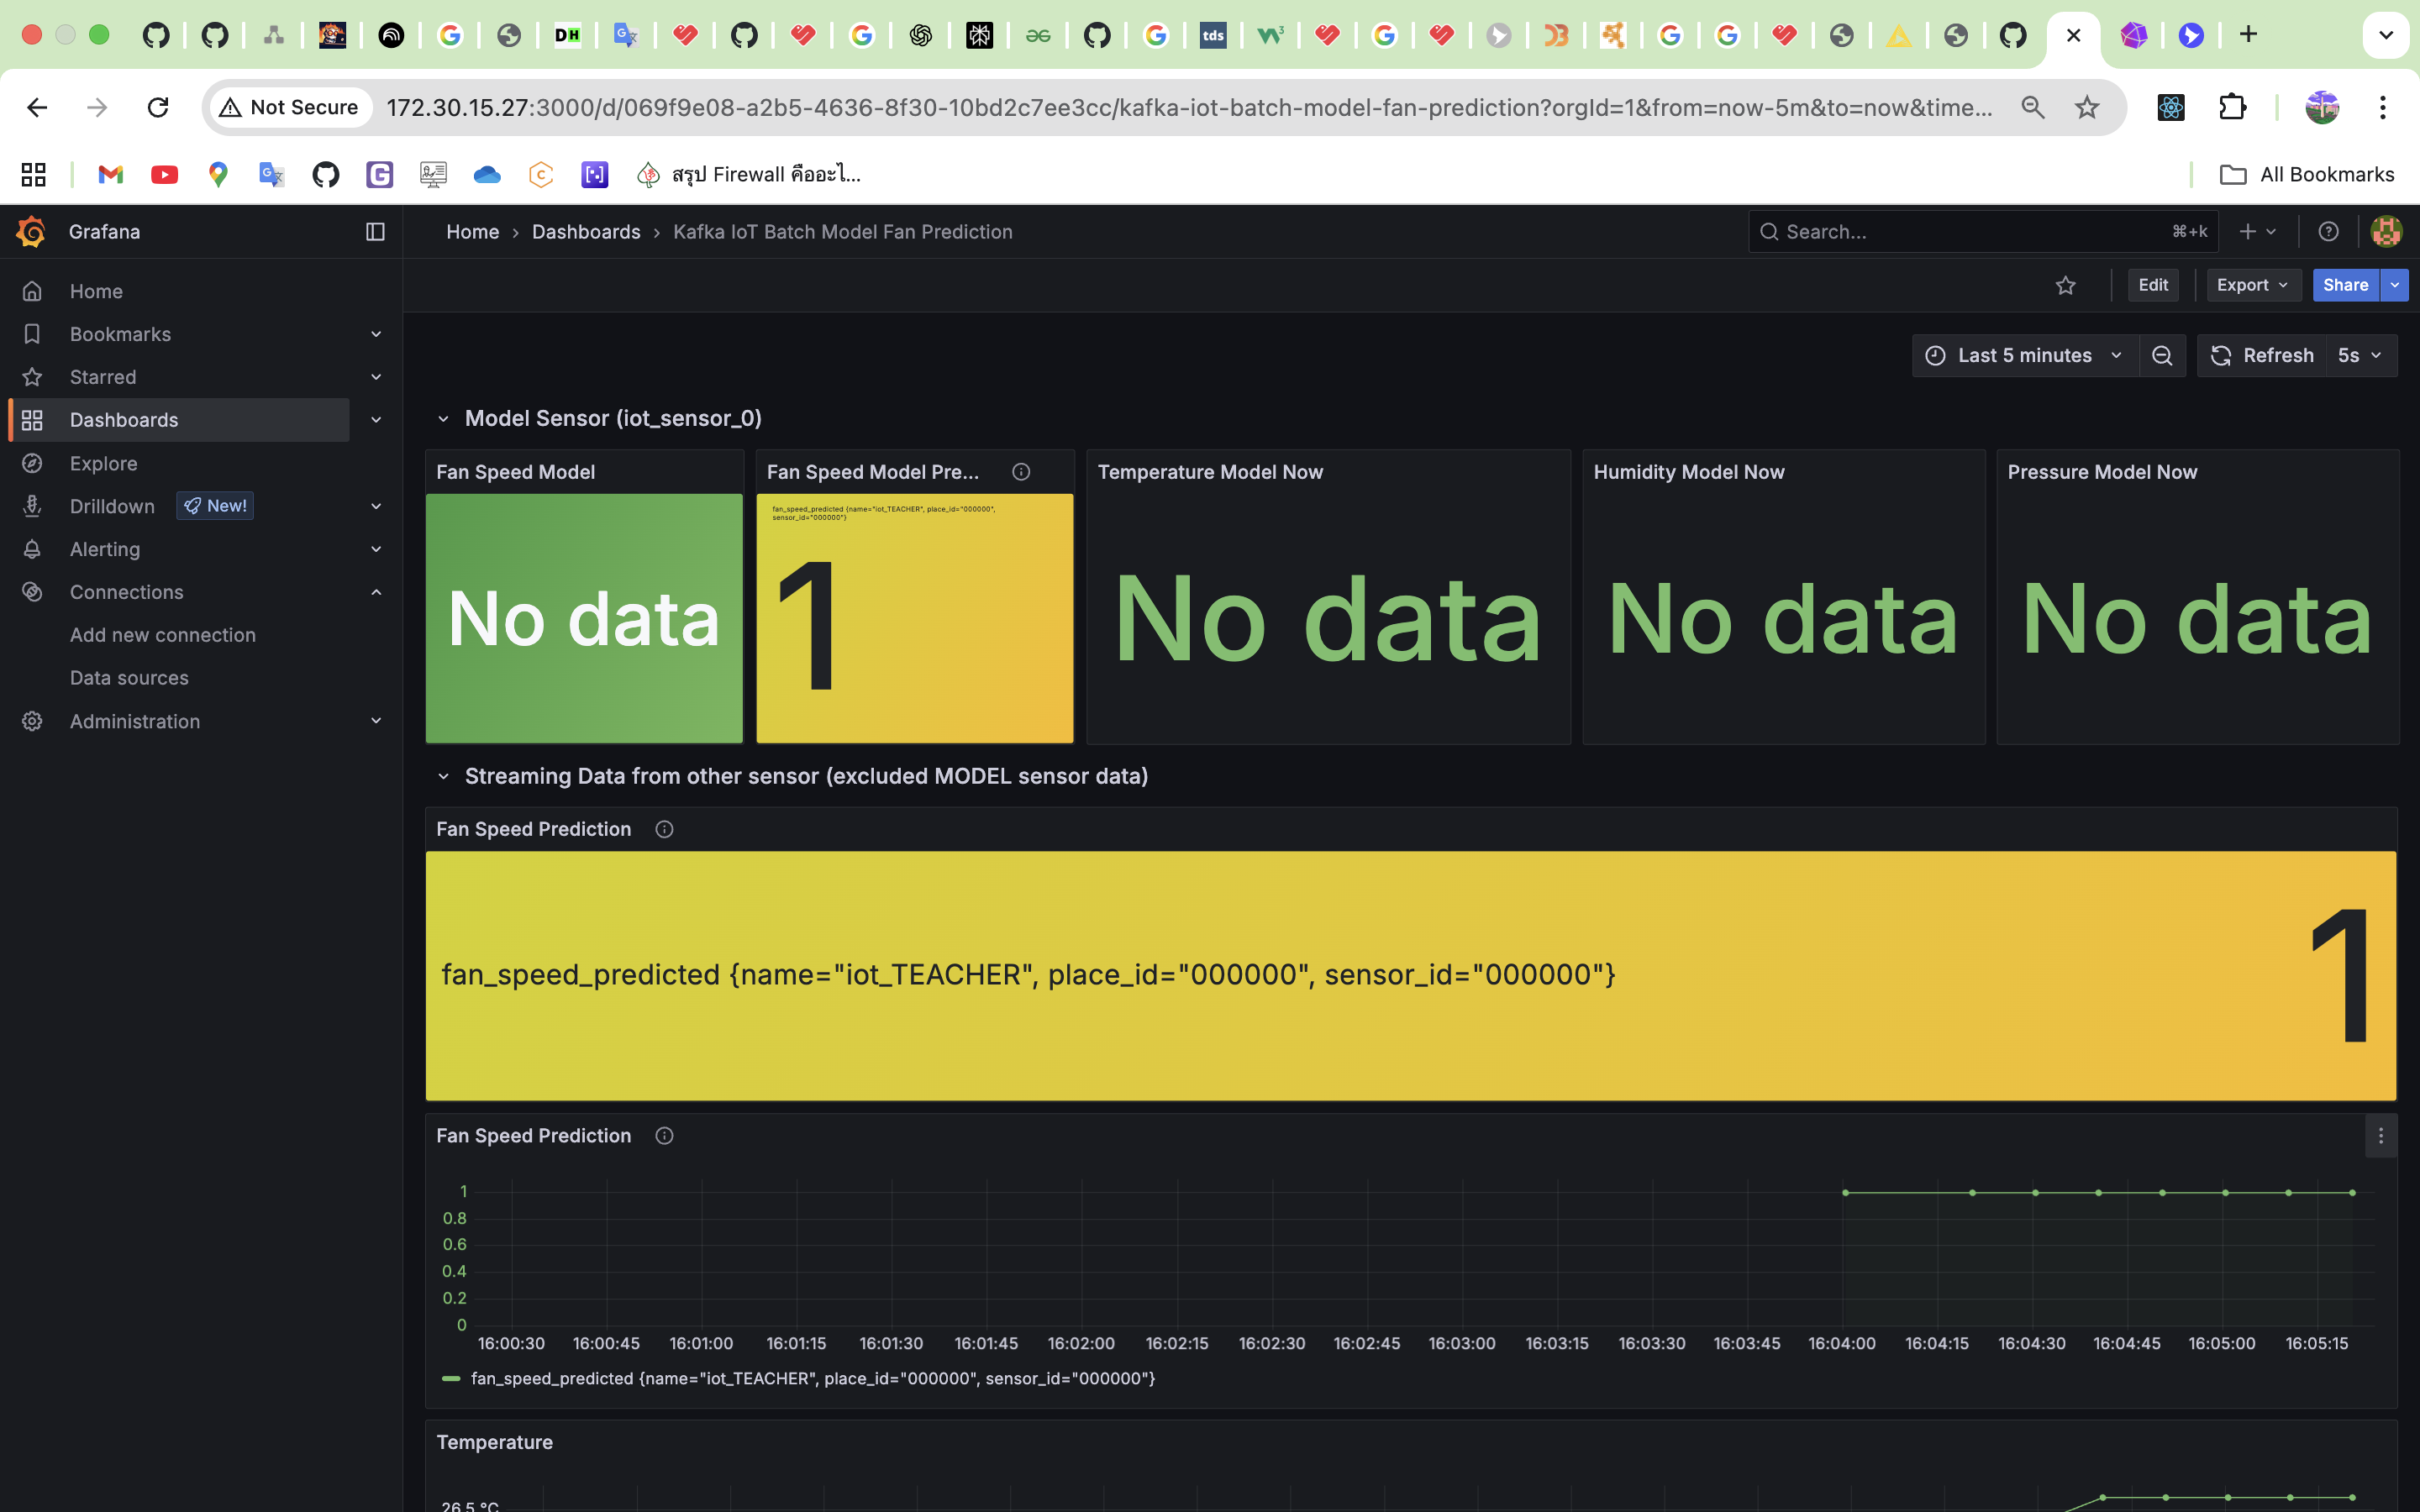 DH
tds
Not Secure
172.30.15.27:3000/d/069f9e08-a2b5-4636-8f30-10bd2c7ee3cc/kafka-iot-batch-model-fan-prediction?orgId=1&from=now-5m&to=now&time...
สรุป Firewall คืออะไ...
All Bookmarks
Grafana
Home › Dashboards › Kafka IoT Batch Model Fan Prediction
Search...
⌘+k
Edit
Export
Share
Home
Bookmarks
Starred
Dashboards
Explore
Drilldown
New!
Alerting
Connections
Add new connection
Data sources
Administration
Last 5 minutes
Refresh
5s
Model Sensor (iot_sensor_0)
Fan Speed Model
No data
Fan Speed Model Pre...
fan_speed_predicted {name="iot_TEACHER", place_id="000000",
sensor_id="000000"}
1
Temperature Model Now
No data
Humidity Model Now
No data
Pressure Model Now
No data
Streaming Data from other sensor (excluded MODEL sensor data)
Fan Speed Prediction
fan_speed_predicted {name="iot_TEACHER", place_id="000000", sensor_id="000000"}
1
Fan Speed Prediction
1
0.8
0.6
0.4
0.2
0
16:00:30 16:00:45 16:01:00 16:01:15 16:01:30 16:01:45 16:02:00 16:02:15 16:02:30 16:02:45 16:03:00 16:03:15 16:03:30 16:03:45 16:04:00 16:04:15 16:04:30 16:04:45 16:05:00 16:05:15
fan_speed_predicted {name="iot_TEACHER", place_id="000000", sensor_id="000000"}
Temperature
26.5 °C